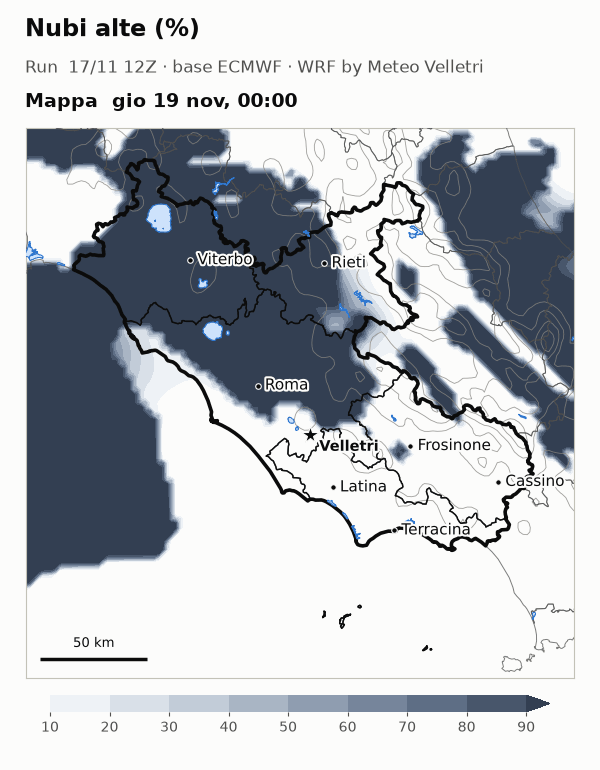 Nubi alte (%)
Run 17/11 12Z · base ECMWF · WRF by Meteo Velletri
Mappa gio 19 nov, 00:00
Viterbo
Rieti
Roma
Velletri
Frosinone
Cassino
Latina
Terracina
50 km
10 20 30 40 50 60 70 80 90